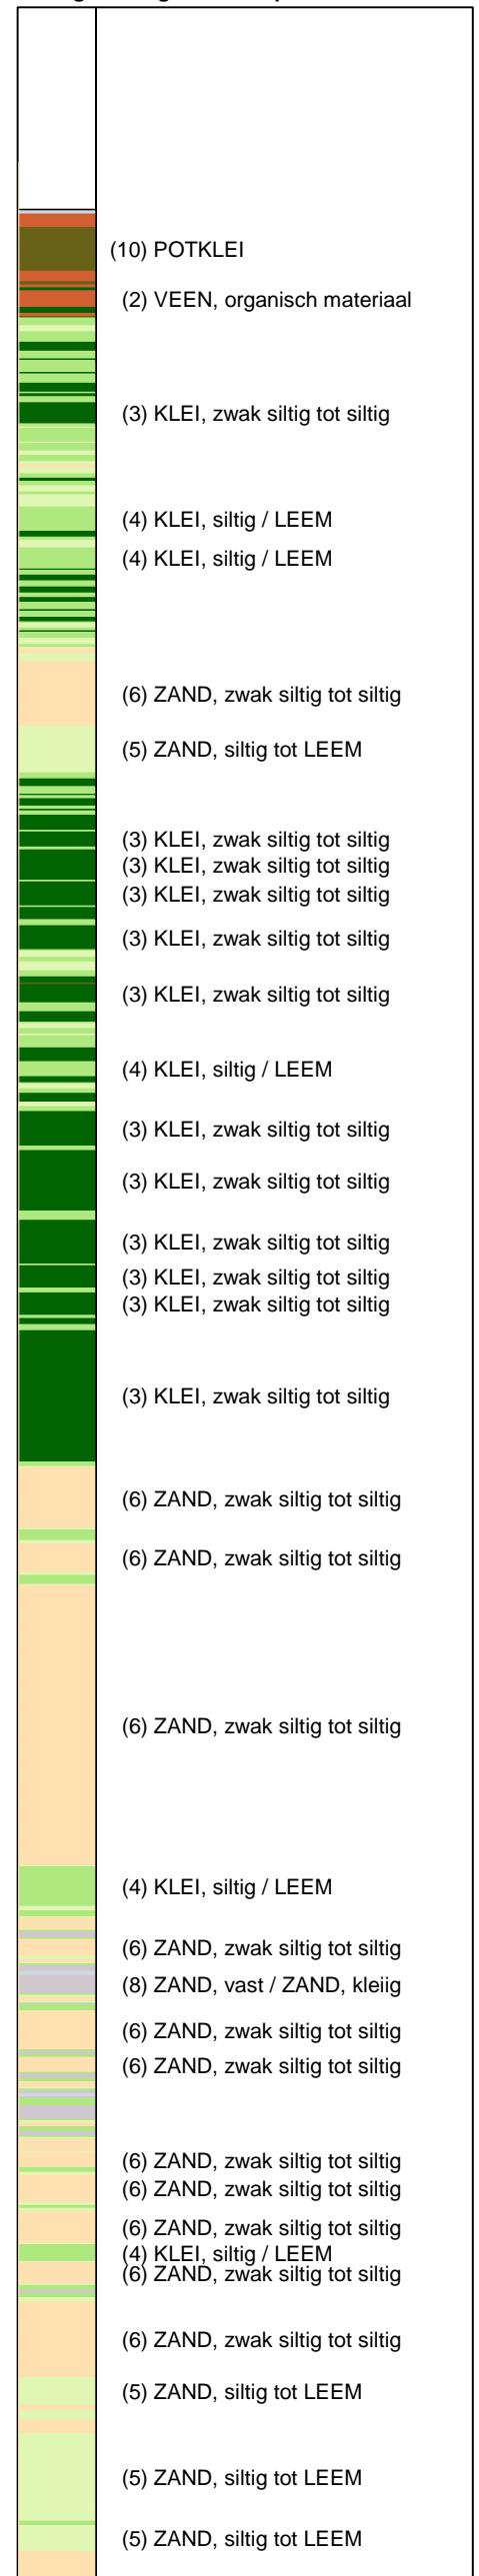 (10) POTKLEI
(2) VEEN, organisch materiaal
(3) KLEI, zwak siltig tot siltig
(4) KLEI, siltig / LEEM
(4) KLEI, siltig / LEEM
(6) ZAND, zwak siltig tot siltig
(5) ZAND, siltig tot LEEM
(3) KLEI, zwak siltig tot siltig
(3) KLEI, zwak siltig tot siltig
(3) KLEI, zwak siltig tot siltig
(3) KLEI, zwak siltig tot siltig
(3) KLEI, zwak siltig tot siltig
(4) KLEI, siltig / LEEM
(3) KLEI, zwak siltig tot siltig
(3) KLEI, zwak siltig tot siltig
(3) KLEI, zwak siltig tot siltig
(3) KLEI, zwak siltig tot siltig
(3) KLEI, zwak siltig tot siltig
(3) KLEI, zwak siltig tot siltig
(6) ZAND, zwak siltig tot siltig
(6) ZAND, zwak siltig tot siltig
(6) ZAND, zwak siltig tot siltig
(4) KLEI, siltig / LEEM
(6) ZAND, zwak siltig tot siltig
(8) ZAND, vast / ZAND, kleiig
(6) ZAND, zwak siltig tot siltig
(6) ZAND, zwak siltig tot siltig
(6) ZAND, zwak siltig tot siltig
(6) ZAND, zwak siltig tot siltig
(6) ZAND, zwak siltig tot siltig
(4) KLEI, siltig / LEEM
(6) ZAND, zwak siltig tot siltig
(6) ZAND, zwak siltig tot siltig
(5) ZAND, siltig tot LEEM
(5) ZAND, siltig tot LEEM
(5) ZAND, siltig tot LEEM